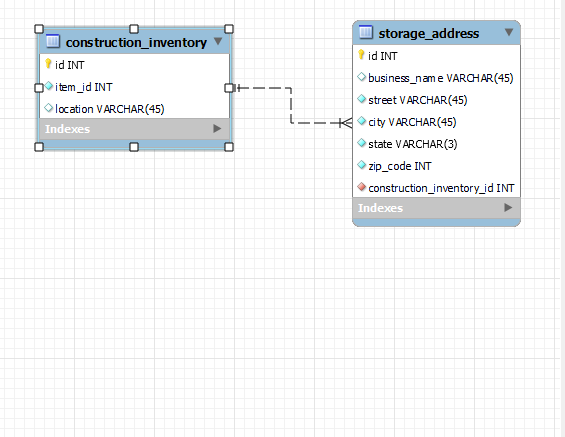 construction_inventory
id INT
item_id INT
location VARCHAR(45)
Indexes
storage_address
id INT
business_name VARCHAR(45)
street VARCHAR(45)
city VARCHAR(45)
state VARCHAR(3)
zip_code INT
construction_inventory_id INT
Indexes